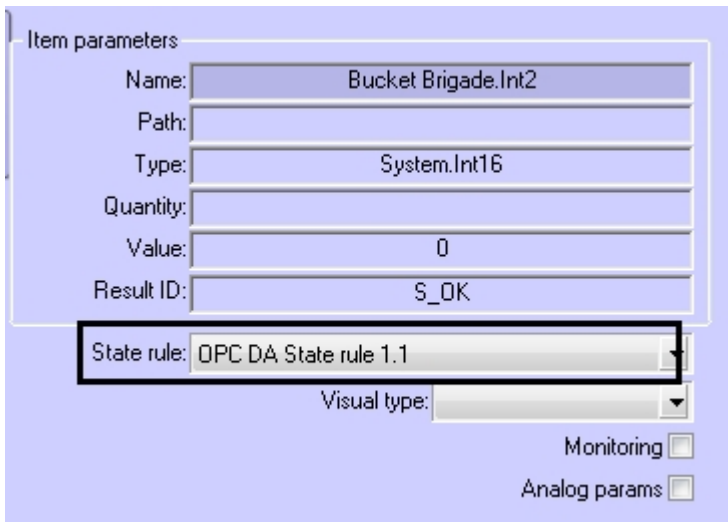 Item parameters
Name: Bucket Brigade.Int2
Path:
Type: System.Int16
Quantity:
Value: 0
Result ID: S_OK
State rule: OPC DA State rule 1.1
Visual type:
Monitoring
Analog params